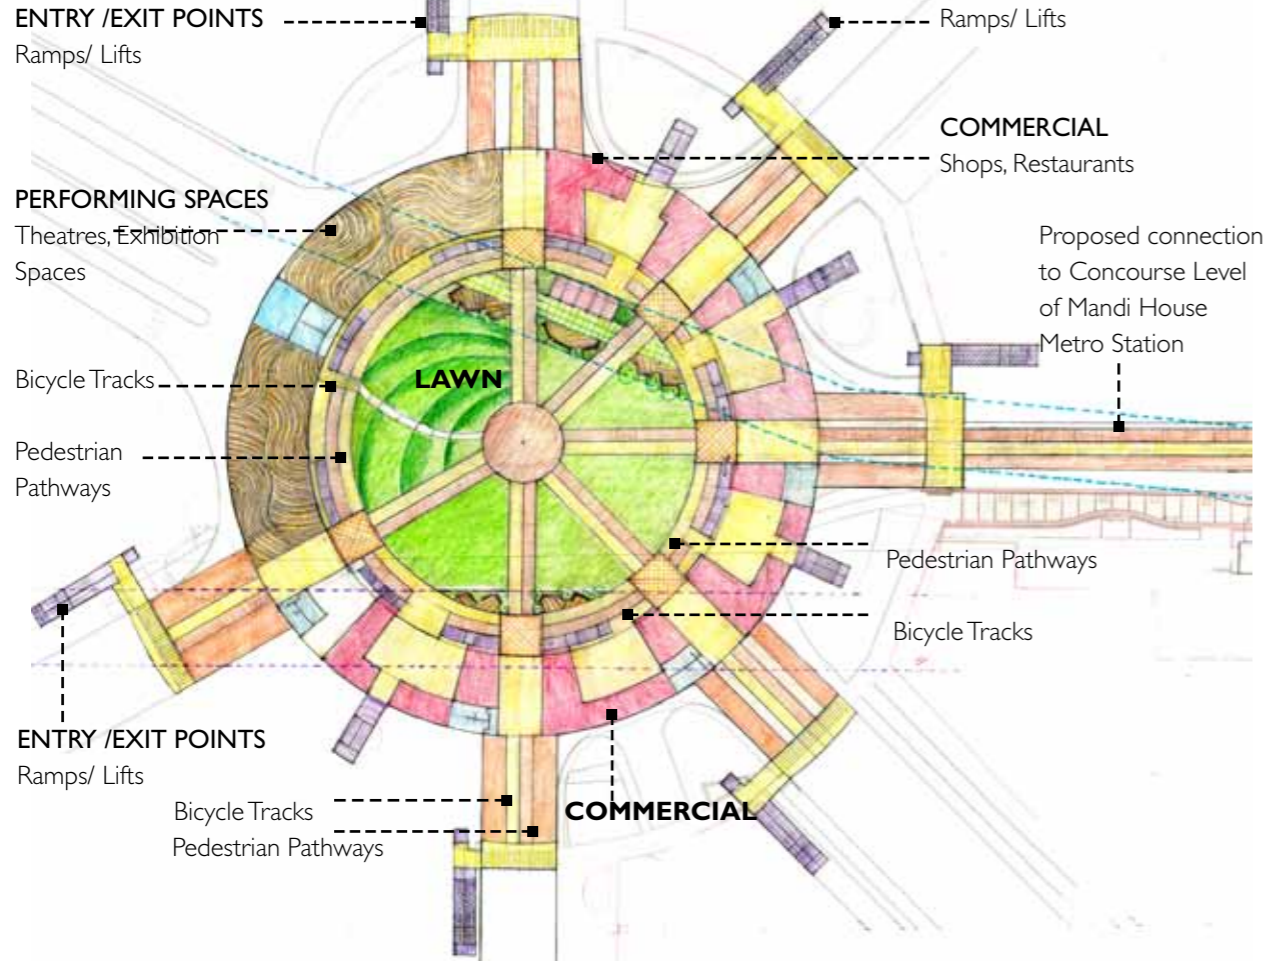 ENTRY /EXIT POINTS
Ramps/ Lifts
Ramps/ Lifts
COMMERCIAL
Shops, Restaurants
PERFORMING SPACES
Theatres, Exhibition
Spaces
Proposed connection
to Concourse Level
of Mandi House
Metro Station
Bicycle Tracks
LAWN
Pedestrian
Pathways
Pedestrian Pathways
Bicycle Tracks
ENTRY /EXIT POINTS
Ramps/ Lifts
Bicycle Tracks
Pedestrian Pathways
COMMERCIAL